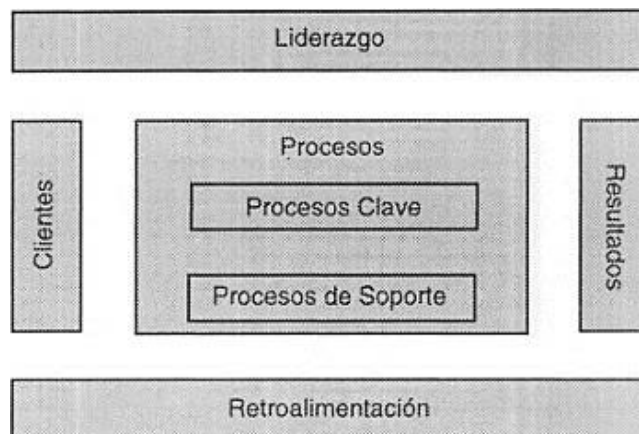 Liderazgo
Clientes
Procesos
Procesos Clave
Procesos de Soporte
Resultados
Retroalimentación